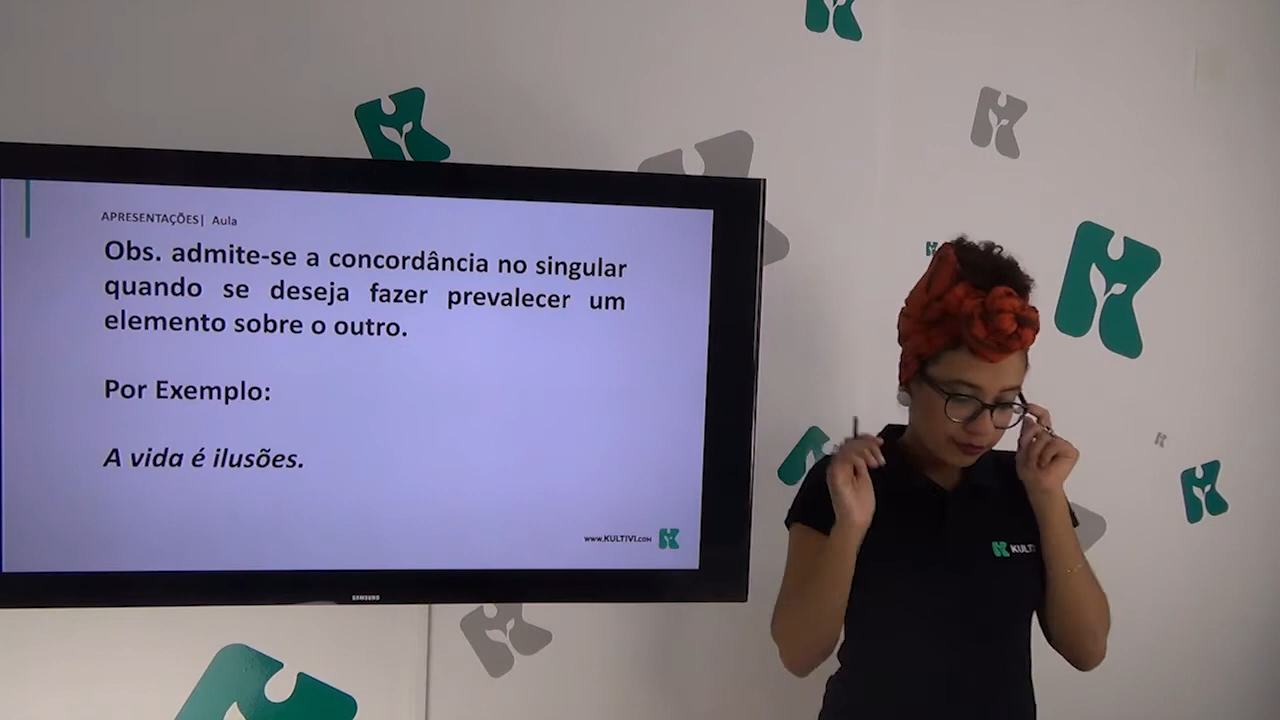 APRESENTAÇÕES| Aula
Obs. admite-se a concordância no singular
quando se deseja fazer prevalecer um
elemento sobre o outro.
Por Exemplo:
A vida é ilusões.
www.KULTIVI.com
SAMSUNG